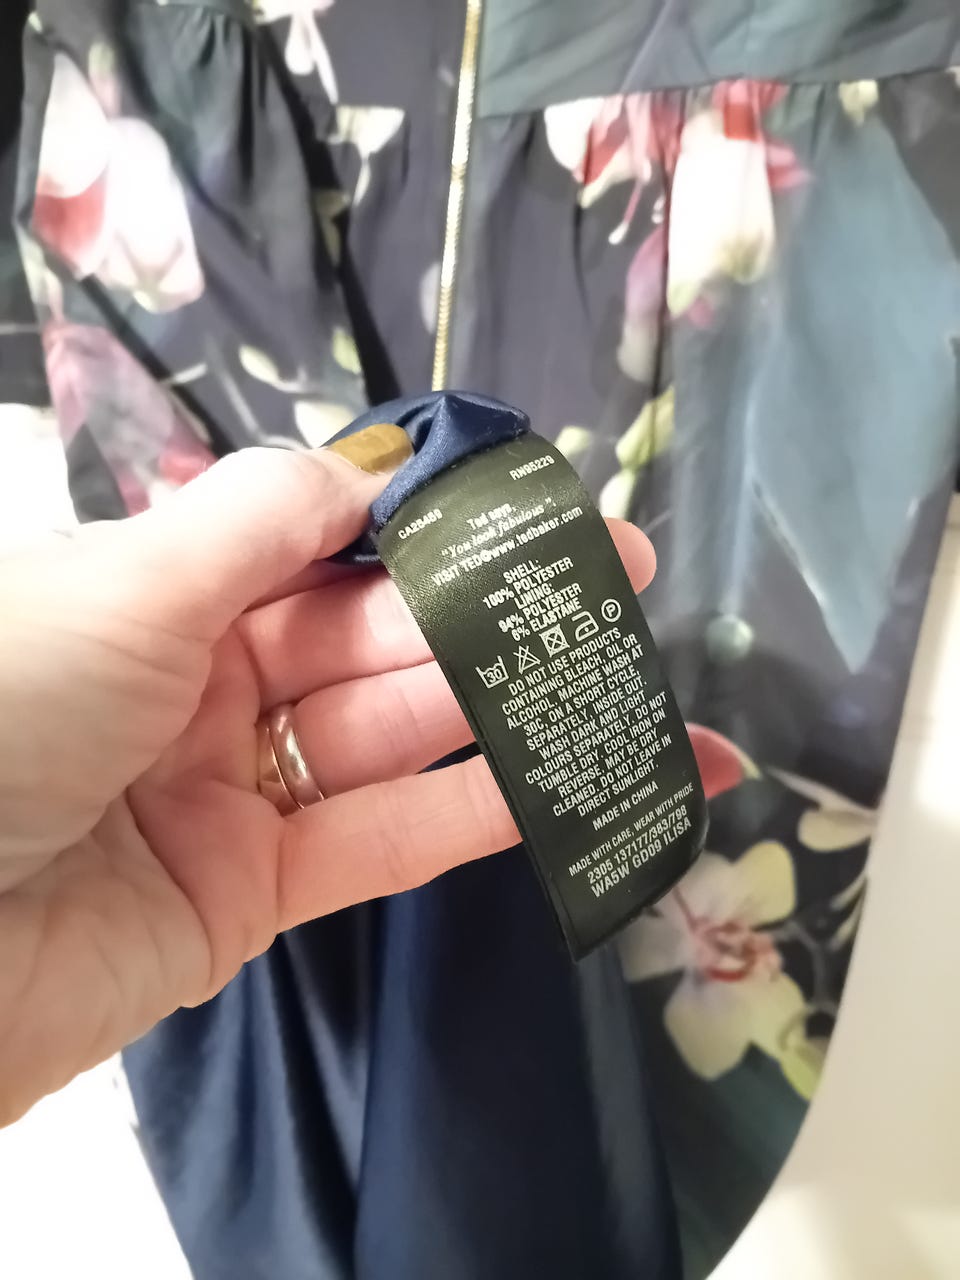 RN95229
CA25469
Ted says,
"You look fabulous".
VISIT TED@www.tedbaker.com
SHELL:
100% POLYESTER
LINING:
94% POLYESTER
6% ELASTANE
30 P
DO NOT USE PRODUCTS
CONTAINING BLEACH, OIL OR
ALCOHOL. MACHINE WASH AT
30C, ON A SHORT CYCLE,
SEPARATELY, INSIDE OUT.
WASH DARK AND LIGHT
COLOURS SEPARATELY. DO NOT
TUMBLE DRY. COOL IRON ON
REVERSE. MAY BE DRY
CLEANED. DO NOT LEAVE IN
DIRECT SUNLIGHT.
MADE IN CHINA
MADE WITH CARE, WEAR WITH PRIDE
2305 137177/383/798
WA5W GD09 ILISA